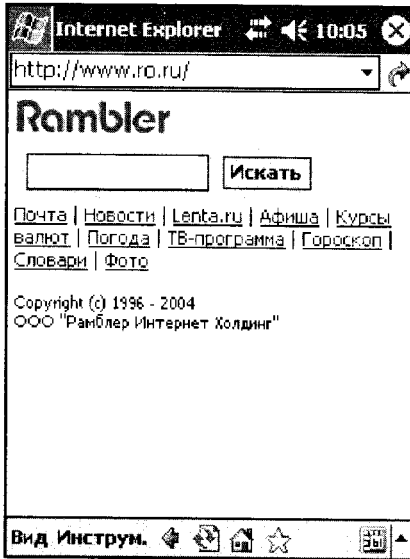 Internet Explorer 10:05
http://www.ro.ru/
Rambler
Искать
Почта | Новости | Lenta.ru | Афиша | Курсы
валют | Погода | ТВ-программа | Гороскоп |
Словари | Фото
Copyright (c) 1996 - 2004
ООО "Рамблер Интернет Холдинг"
Вид Инструм.